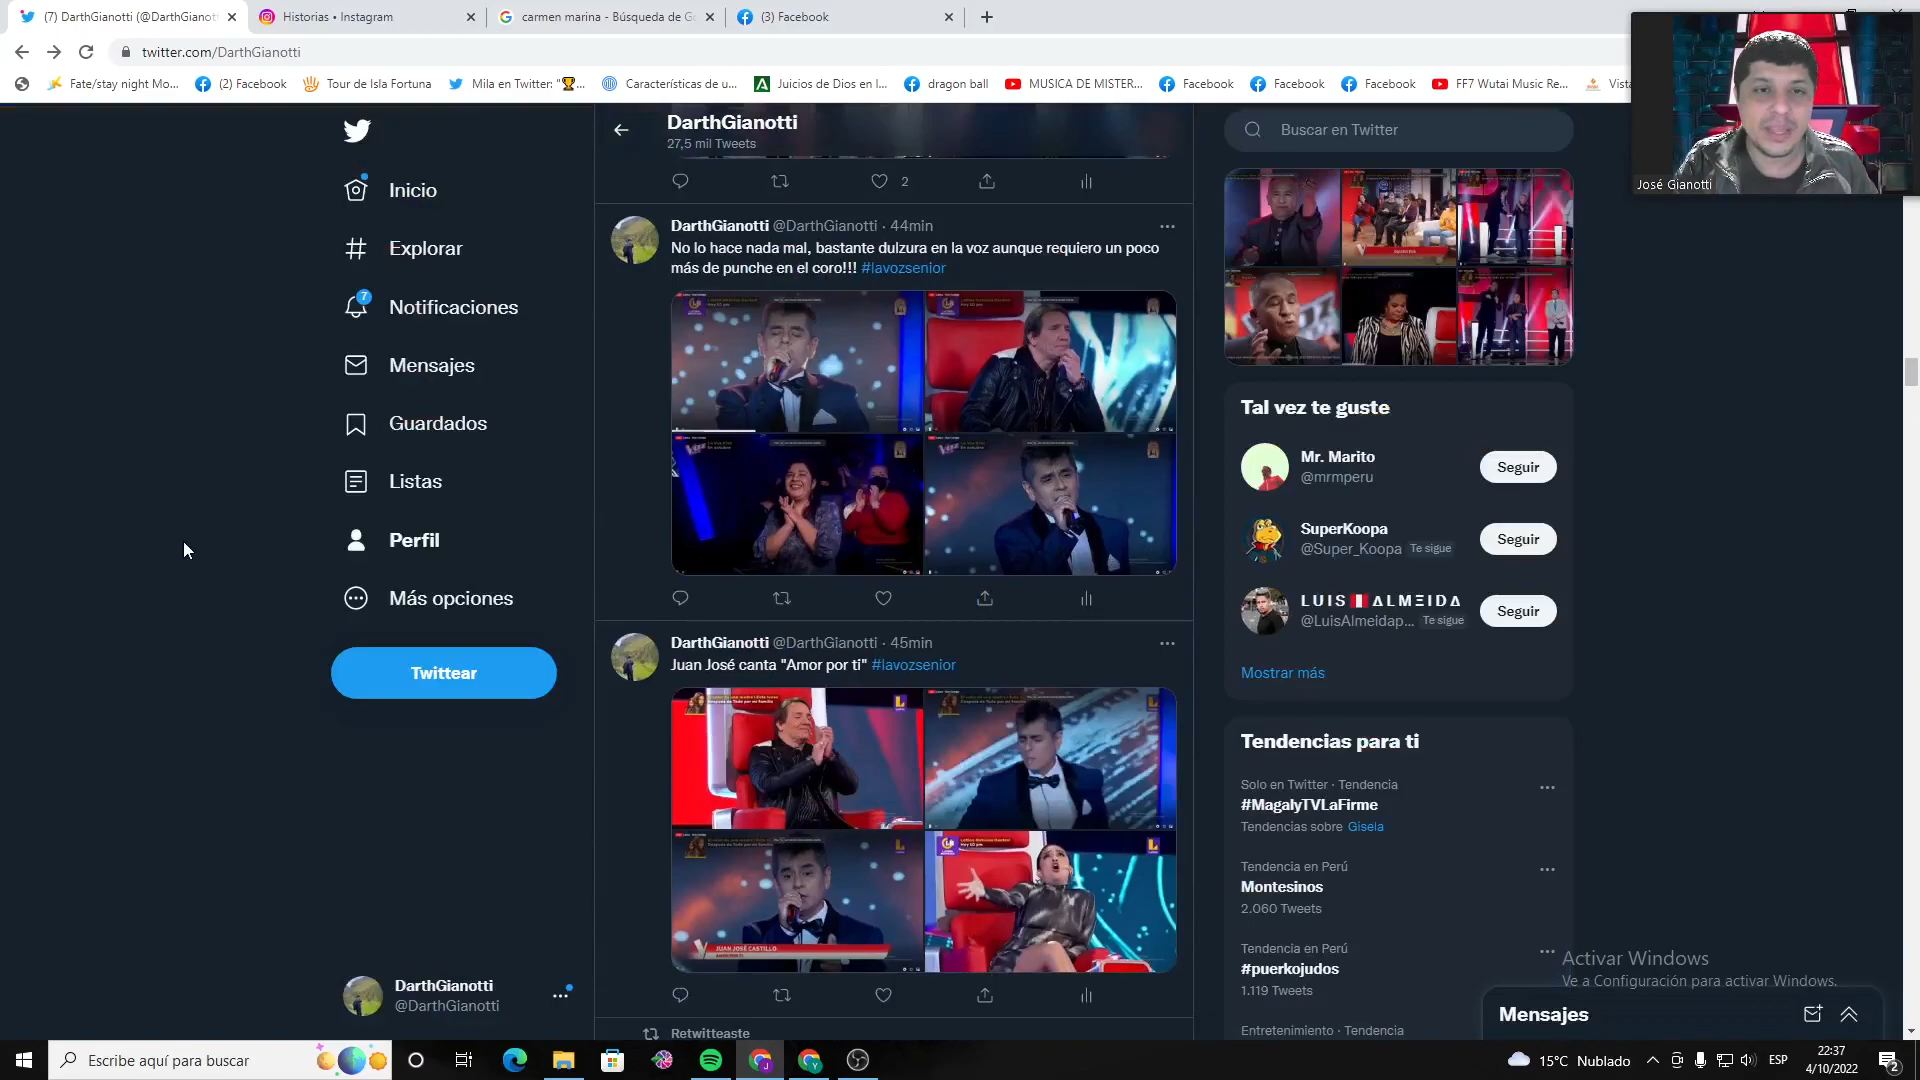 (7) DarthGianotti (@DarthGianot
Historias • Instagram
carmen marina - Búsqueda de Go
(3) Facebook
twitter.com/DarthGianotti
Fate/stay night Mo...
(2) Facebook
Tour de Isla Fortuna
Mila en Twitter: "🏆...
Características de u...
Juicios de Dios en l...
dragon ball
MUSICA DE MISTER...
Facebook
Facebook
Facebook
FF7 Wutai Music Re...
José Gianotti
Inicio
Explorar
7
Notificaciones
Mensajes
Guardados
Listas
Perfil
Más opciones
Twittear
DarthGianotti
@DarthGianotti
DarthGianotti
27,5 mil Tweets
2
DarthGianotti @DarthGianotti · 44min
No lo hace nada mal, bastante dulzura en la voz aunque requiero un poco
más de punche en el coro!!! #lavozsenior
DarthGianotti @DarthGianotti · 45min
Juan José canta "Amor por ti" #lavozsenior
JUAN JOSÉ CASTILLO
Retwitteaste
Buscar en Twitter
Tal vez te guste
Mr. Marito
@mrmperu
Seguir
SuperKoopa
@Super_Koopa Te sigue
Seguir
L U I S 🇵🇪 Δ L M Ξ I D Δ
@LuisAlmeidap... Te sigue
Seguir
Mostrar más
Tendencias para ti
Solo en Twitter · Tendencia
#MagalyTVLaFirme
Tendencias sobre Gisela
Tendencia en Perú
Montesinos
2.060 Tweets
Tendencia en Perú
#puerkojudos
1.119 Tweets
Entretenimiento · Tendencia
Activar Windows
Ve a Configuración para activar Windows.
Mensajes
Escribe aquí para buscar
15°C Nublado
ESP
22:37
4/10/2022
2